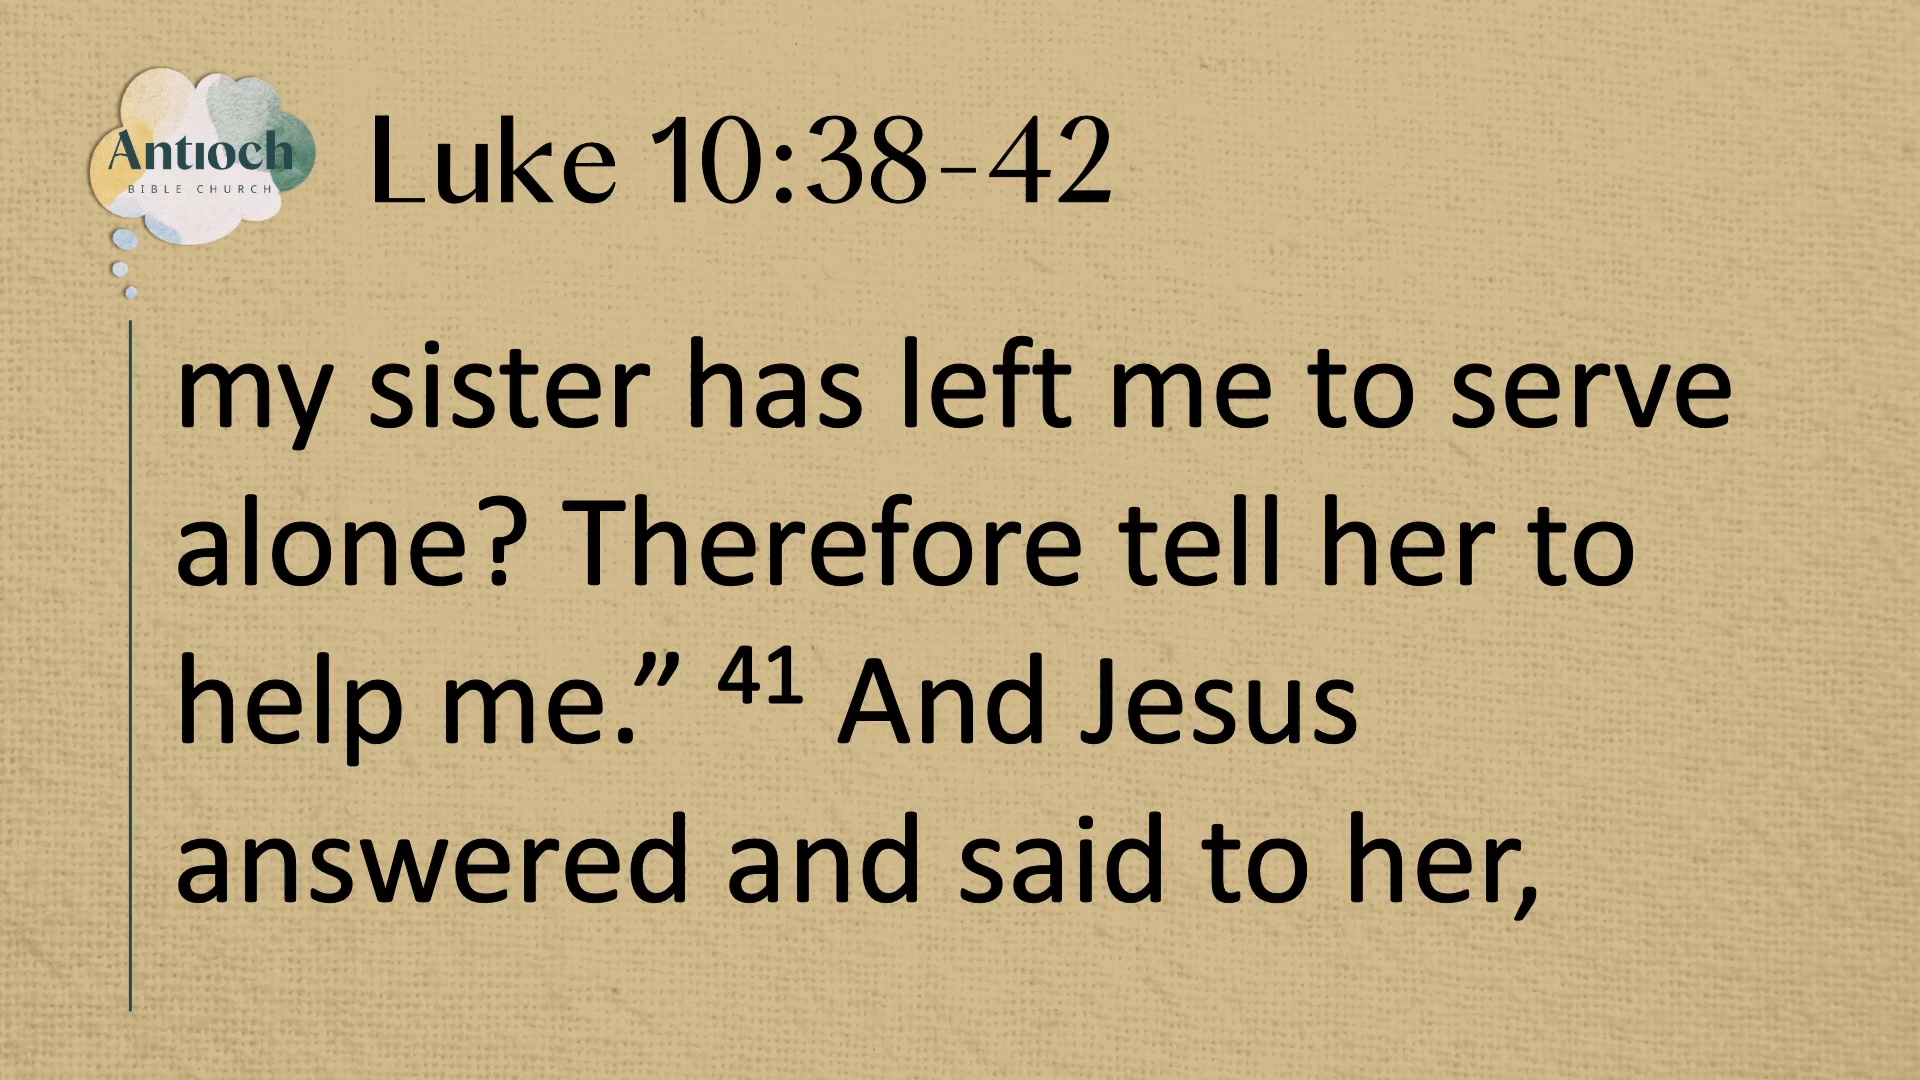 Antıoch
BIBLE CHURCH
Luke 10:38-42
my sister has left me to serve
alone? Therefore tell her to
help me.” ⁴¹ And Jesus
answered and said to her,